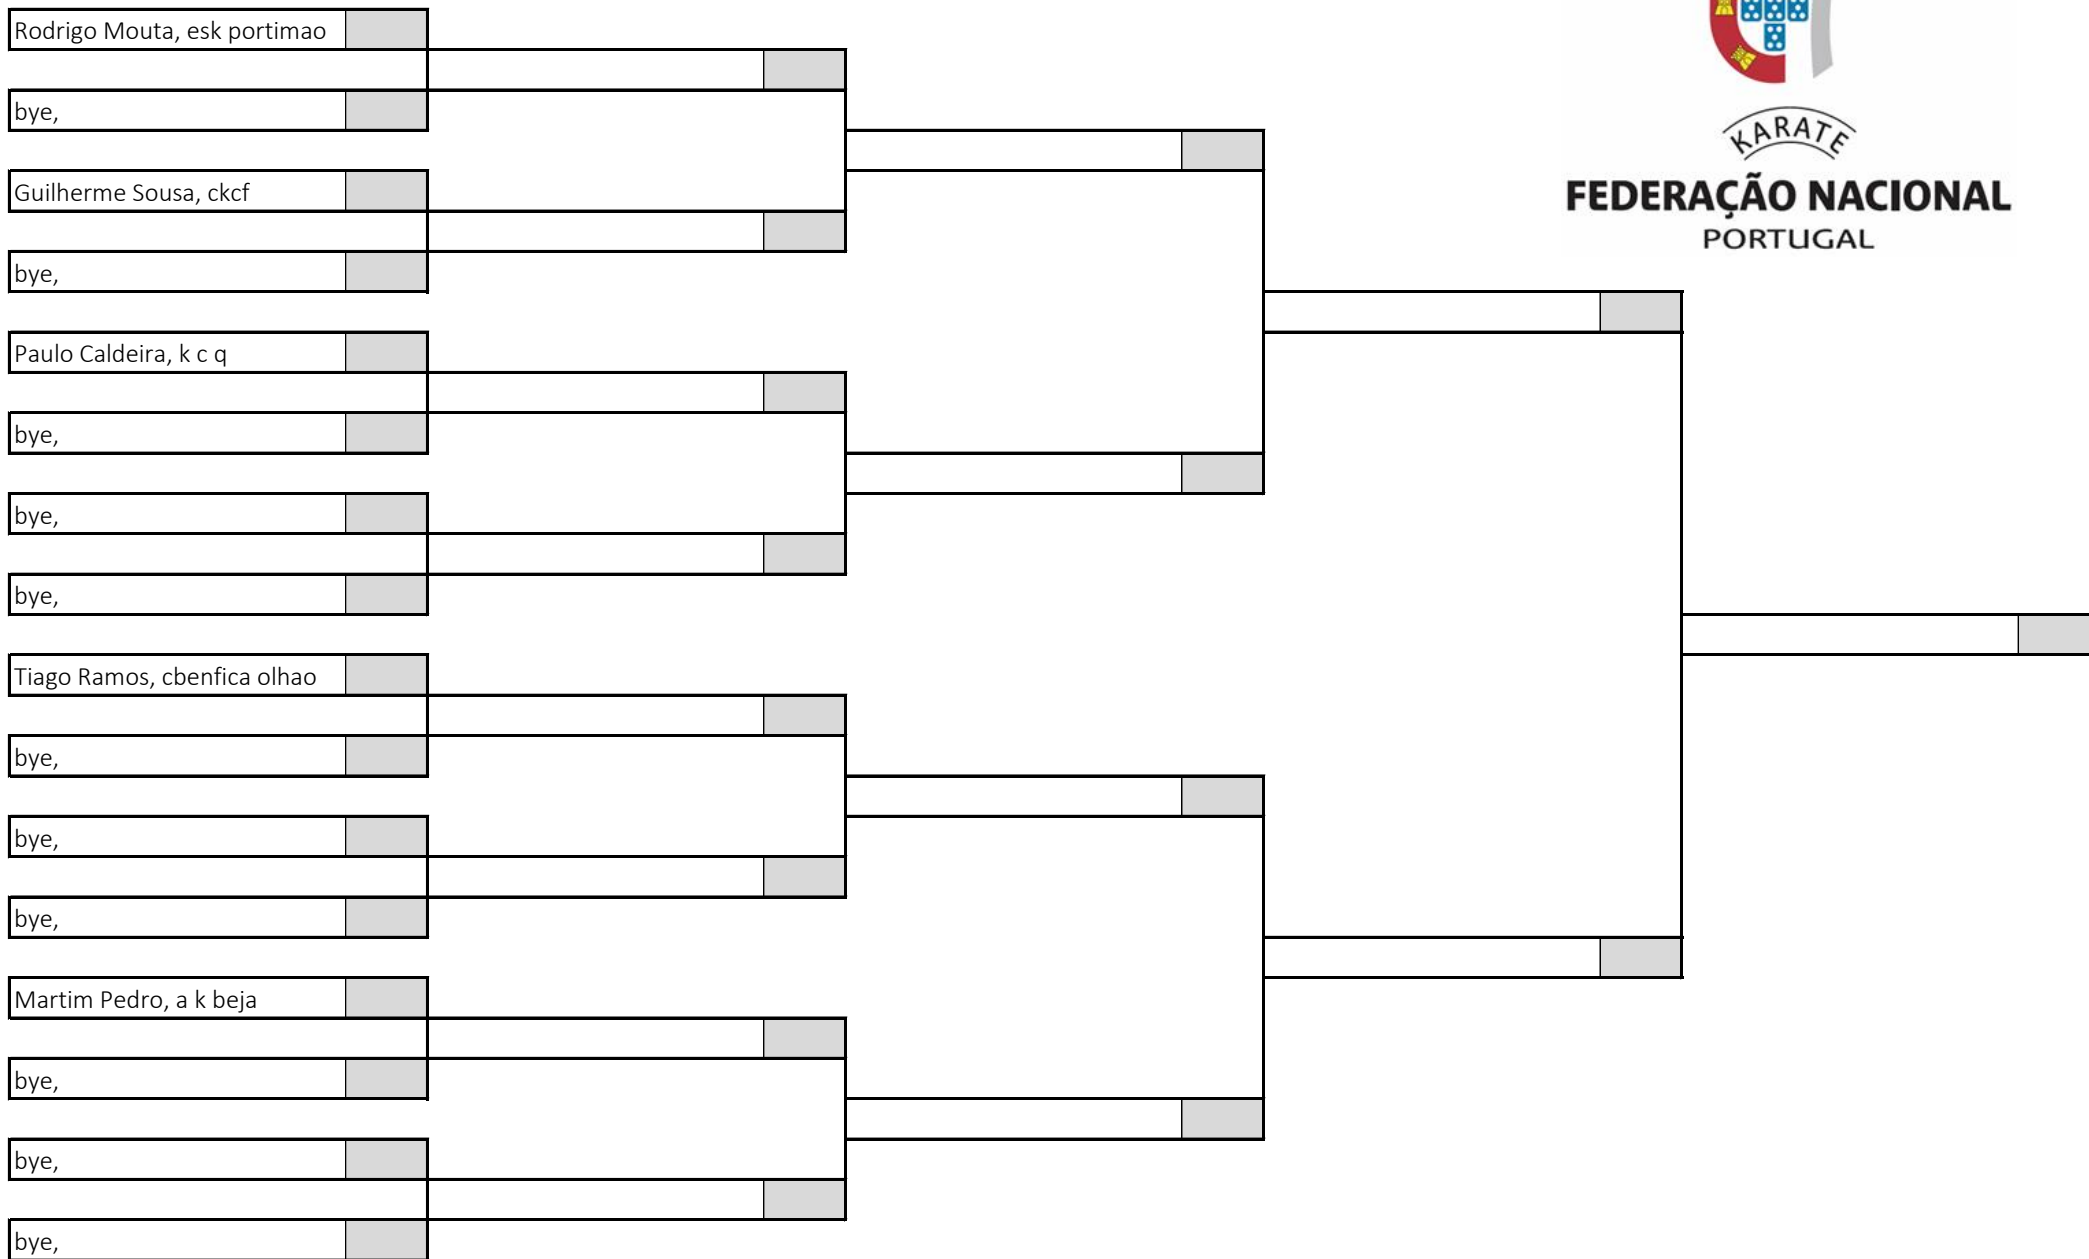 Rodrigo Mouta, esk portimao
bye,
Guilherme Sousa, ckcf
bye,
Paulo Caldeira, k c q
bye,
bye,
bye,
Tiago Ramos, cbenfica olhao
bye,
bye,
bye,
Martim Pedro, a k beja
bye,
bye,
bye,
KARATE
FEDERAÇÃO NACIONAL
PORTUGAL